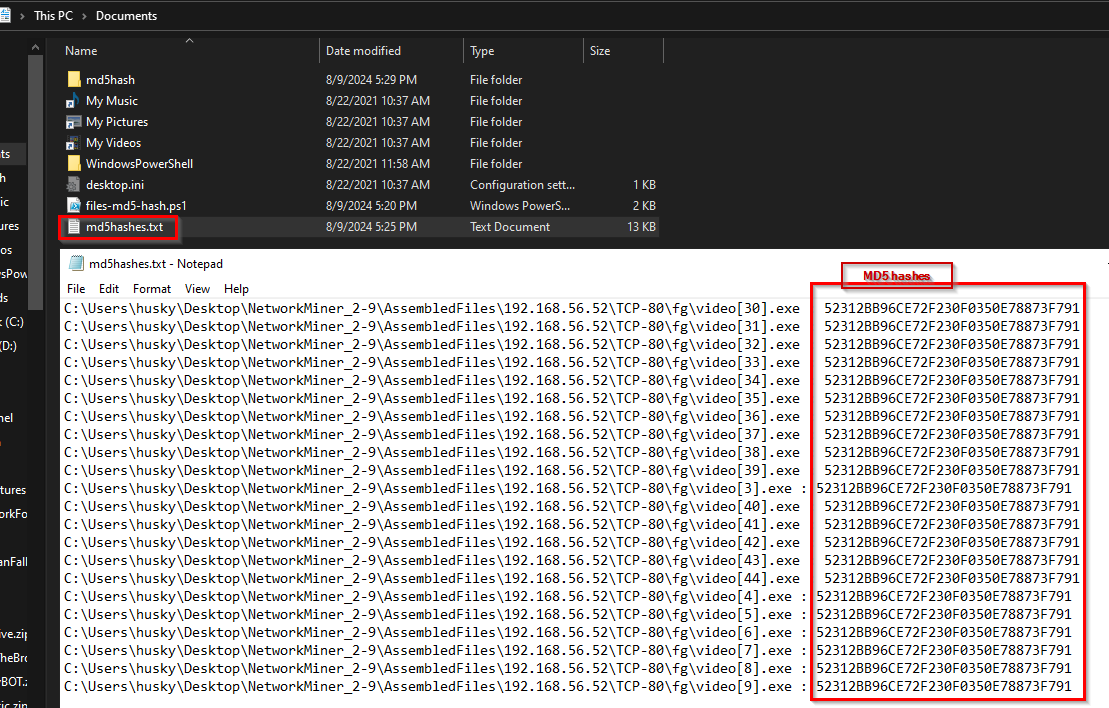 This PC > Documents
Name Date modified Type Size
md5hash 8/9/2024 5:29 PM File folder
My Music 8/22/2021 10:37 AM File folder
My Pictures 8/22/2021 10:37 AM File folder
My Videos 8/22/2021 10:37 AM File folder
nts
WindowsPowerShell 8/22/2021 11:58 AM File folder
h
desktop.ini 8/22/2021 10:37 AM Configuration sett... 1 KB
ic
files-md5-hash.ps1 8/9/2024 5:20 PM Windows PowerS... 2 KB
ures
md5hashes.txt 8/9/2024 5:25 PM Text Document 13 KB
os
md5hashes.txt - Notepad
sPow
MD5 hashes
File Edit Format View Help
ds
C:\Users\husky\Desktop\NetworkMiner_2-9\AssembledFiles\192.168.56.52\TCP-80\fg\video[30].exe 52312BB96CE72F230F0350E78873F791
(C:)
C:\Users\husky\Desktop\NetworkMiner_2-9\AssembledFiles\192.168.56.52\TCP-80\fg\video[31].exe 52312BB96CE72F230F0350E78873F791
(D:)
C:\Users\husky\Desktop\NetworkMiner_2-9\AssembledFiles\192.168.56.52\TCP-80\fg\video[32].exe 52312BB96CE72F230F0350E78873F791
C:\Users\husky\Desktop\NetworkMiner_2-9\AssembledFiles\192.168.56.52\TCP-80\fg\video[33].exe 52312BB96CE72F230F0350E78873F791
C:\Users\husky\Desktop\NetworkMiner_2-9\AssembledFiles\192.168.56.52\TCP-80\fg\video[34].exe 52312BB96CE72F230F0350E78873F791
C:\Users\husky\Desktop\NetworkMiner_2-9\AssembledFiles\192.168.56.52\TCP-80\fg\video[35].exe 52312BB96CE72F230F0350E78873F791
C:\Users\husky\Desktop\NetworkMiner_2-9\AssembledFiles\192.168.56.52\TCP-80\fg\video[36].exe 52312BB96CE72F230F0350E78873F791
nel
C:\Users\husky\Desktop\NetworkMiner_2-9\AssembledFiles\192.168.56.52\TCP-80\fg\video[37].exe 52312BB96CE72F230F0350E78873F791
C:\Users\husky\Desktop\NetworkMiner_2-9\AssembledFiles\192.168.56.52\TCP-80\fg\video[38].exe 52312BB96CE72F230F0350E78873F791
C:\Users\husky\Desktop\NetworkMiner_2-9\AssembledFiles\192.168.56.52\TCP-80\fg\video[39].exe 52312BB96CE72F230F0350E78873F791
tures
C:\Users\husky\Desktop\NetworkMiner_2-9\AssembledFiles\192.168.56.52\TCP-80\fg\video[3].exe : 52312BB96CE72F230F0350E78873F791
C:\Users\husky\Desktop\NetworkMiner_2-9\AssembledFiles\192.168.56.52\TCP-80\fg\video[40].exe 52312BB96CE72F230F0350E78873F791
orkFo
C:\Users\husky\Desktop\NetworkMiner_2-9\AssembledFiles\192.168.56.52\TCP-80\fg\video[41].exe 52312BB96CE72F230F0350E78873F791
C:\Users\husky\Desktop\NetworkMiner_2-9\AssembledFiles\192.168.56.52\TCP-80\fg\video[42].exe 52312BB96CE72F230F0350E78873F791
anFall
C:\Users\husky\Desktop\NetworkMiner_2-9\AssembledFiles\192.168.56.52\TCP-80\fg\video[43].exe 52312BB96CE72F230F0350E78873F791
C:\Users\husky\Desktop\NetworkMiner_2-9\AssembledFiles\192.168.56.52\TCP-80\fg\video[44].exe 52312BB96CE72F230F0350E78873F791
C:\Users\husky\Desktop\NetworkMiner_2-9\AssembledFiles\192.168.56.52\TCP-80\fg\video[4].exe : 52312BB96CE72F230F0350E78873F791
C:\Users\husky\Desktop\NetworkMiner_2-9\AssembledFiles\192.168.56.52\TCP-80\fg\video[5].exe : 52312BB96CE72F230F0350E78873F791
ive.zip
C:\Users\husky\Desktop\NetworkMiner_2-9\AssembledFiles\192.168.56.52\TCP-80\fg\video[6].exe : 52312BB96CE72F230F0350E78873F791
heBro
C:\Users\husky\Desktop\NetworkMiner_2-9\AssembledFiles\192.168.56.52\TCP-80\fg\video[7].exe : 52312BB96CE72F230F0350E78873F791
C:\Users\husky\Desktop\NetworkMiner_2-9\AssembledFiles\192.168.56.52\TCP-80\fg\video[8].exe : 52312BB96CE72F230F0350E78873F791
BOT.z
C:\Users\husky\Desktop\NetworkMiner_2-9\AssembledFiles\192.168.56.52\TCP-80\fg\video[9].exe : 52312BB96CE72F230F0350E78873F791